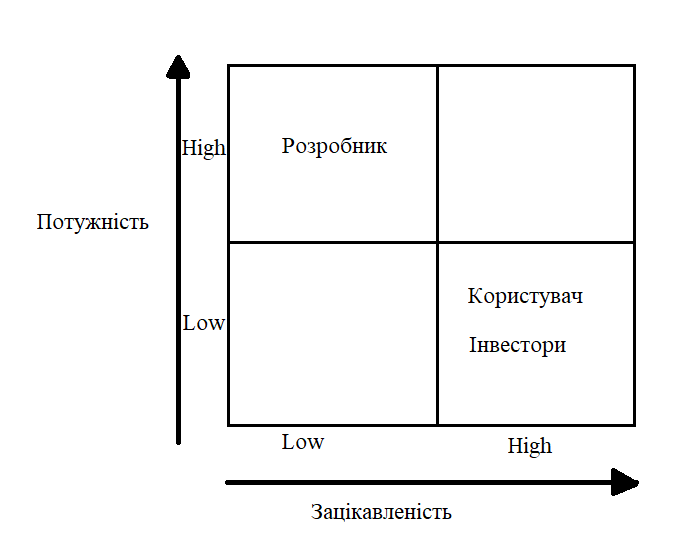 High
Розробник
Потужність
Користувач
Low
Інвестори
Low
High
Зацікавленість